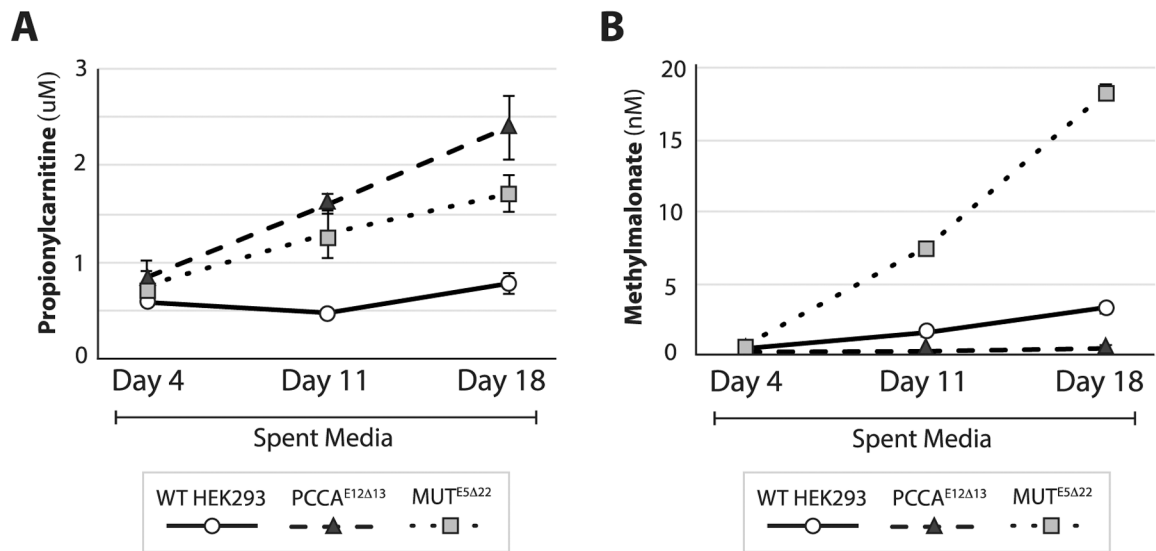 A
Propionylcarnitine (uM)
3
2
1
0
Day 4 Day 11 Day 18
Spent Media
WT HEK293 PCCAᴱ¹²Δ¹³ MUTᴱ⁵Δ²²
B
Methylmalonate (nM)
20
15
10
5
0
Day 4 Day 11 Day 18
Spent Media
WT HEK293 PCCAᴱ¹²Δ¹³ MUTᴱ⁵Δ²²